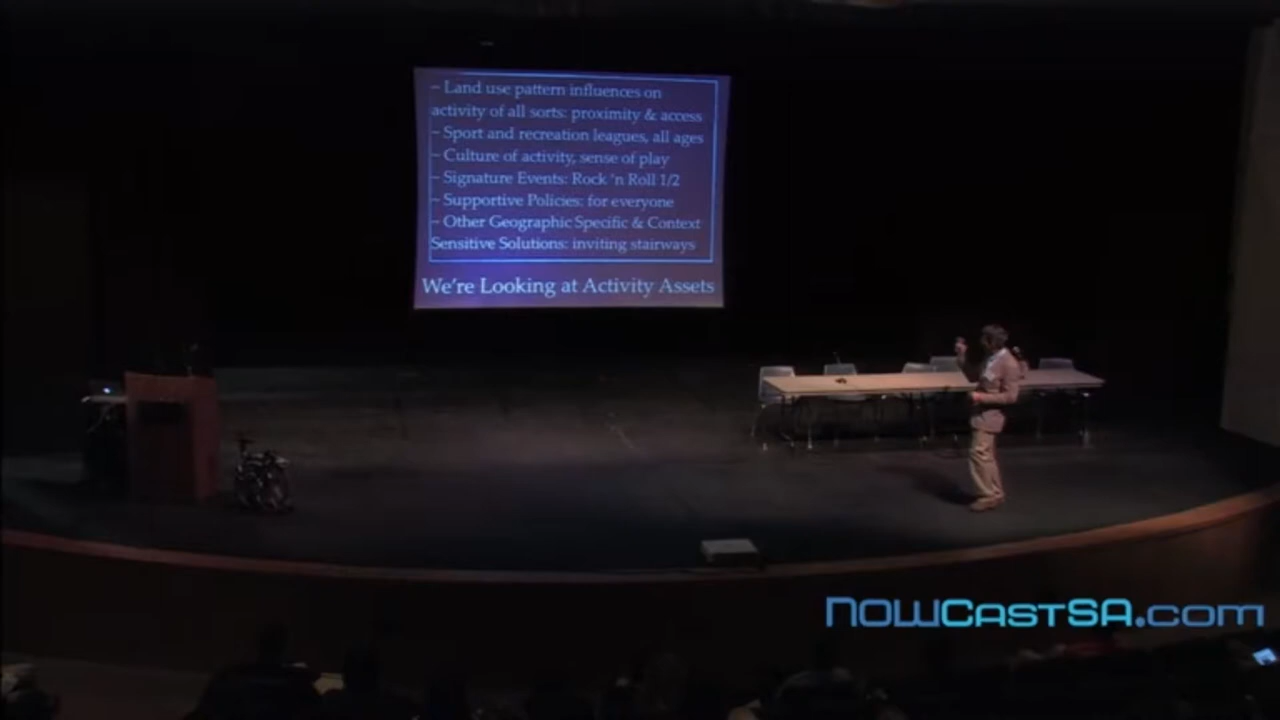 – Land use pattern influences on
activity of all sorts: proximity & access
– Sport and recreation leagues, all ages
– Culture of activity, sense of play
– Signature Events: Rock 'n Roll 1/2
– Supportive Policies: for everyone
– Other Geographic Specific & Context
Sensitive Solutions: inviting stairways
We're Looking at Activity Assets
NOWCastSA.com